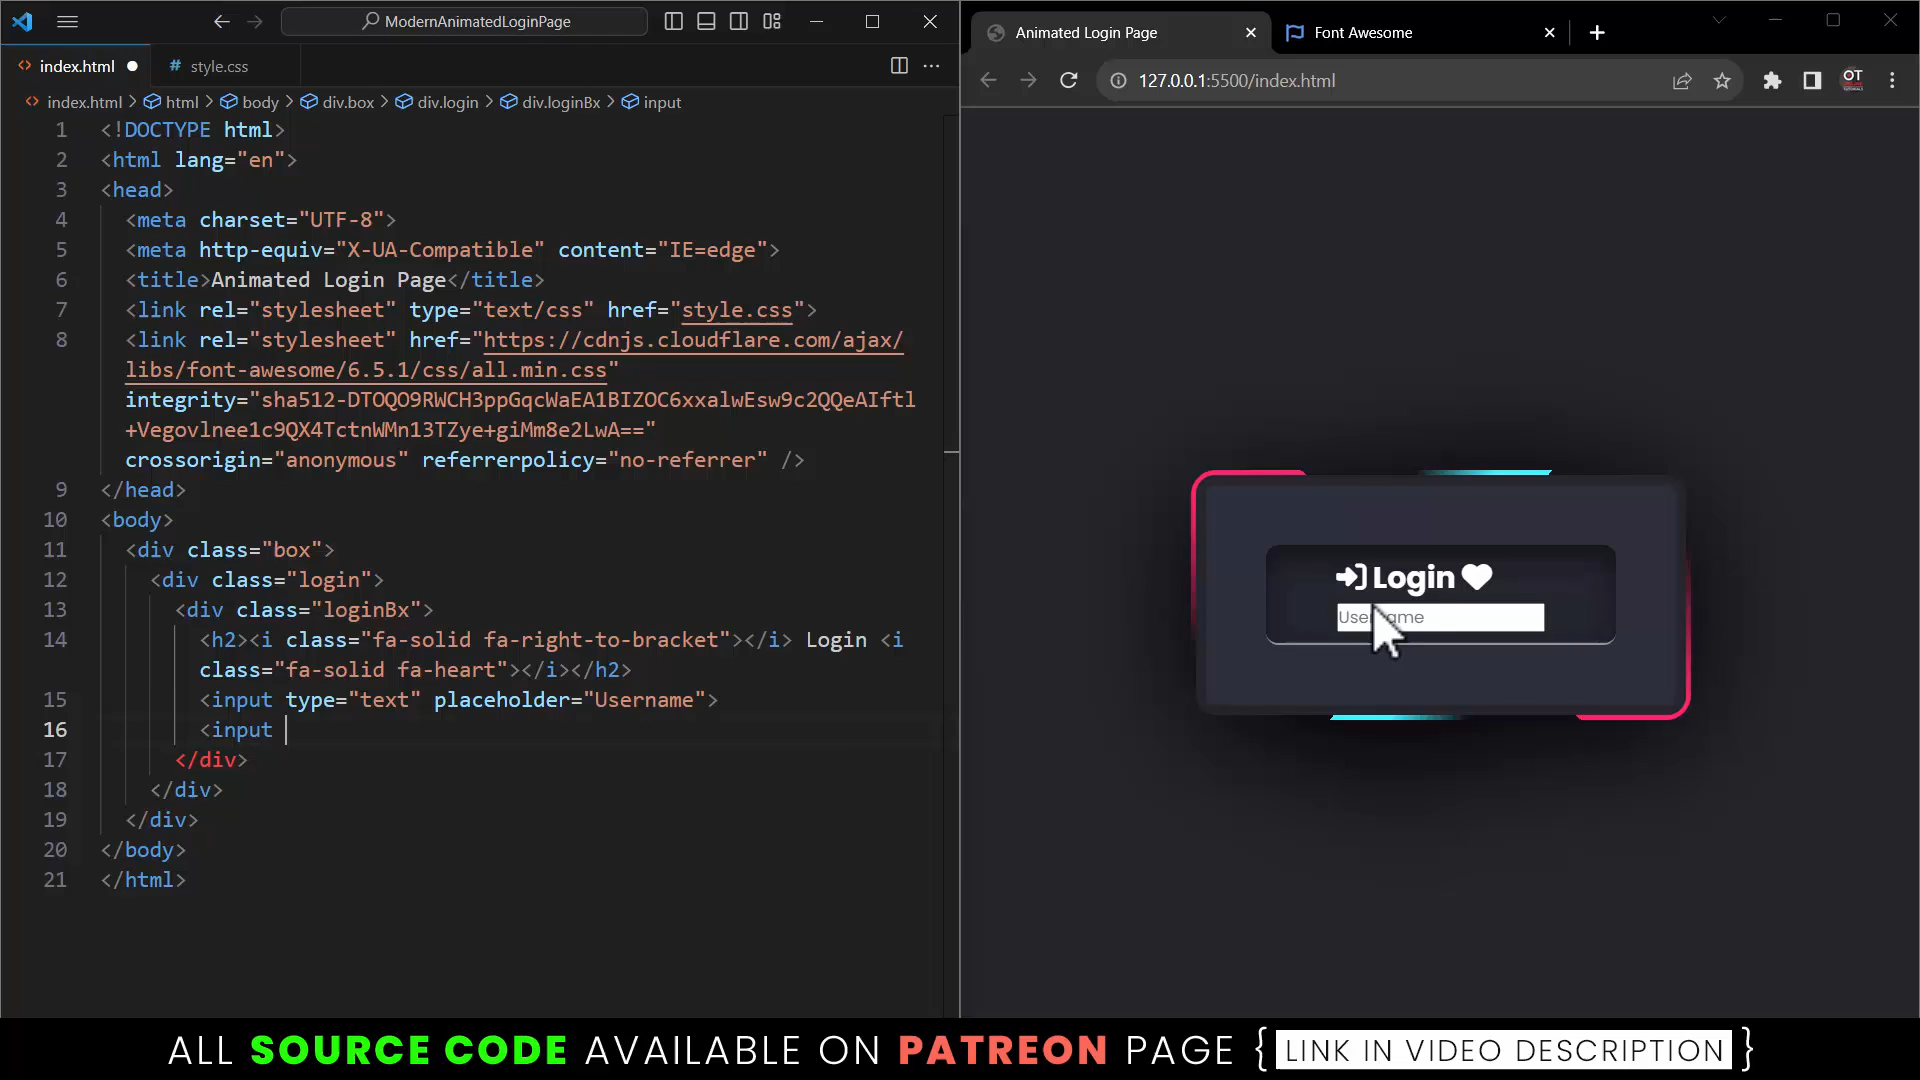 ModernAnimatedLoginPage
index.html
# style.css
index.html > html > body > div.box > div.login > div.loginBx > input
1 <!DOCTYPE html>
2 <html lang="en">
3 <head>
4 <meta charset="UTF-8">
5 <meta http-equiv="X-UA-Compatible" content="IE=edge">
6 <title>Animated Login Page</title>
7 <link rel="stylesheet" type="text/css" href="style.css">
8 <link rel="stylesheet" href="https://cdnjs.cloudflare.com/ajax/
libs/font-awesome/6.5.1/css/all.min.css"
integrity="sha512-DTOQO9RWCH3ppGqcWaEA1BIZOC6xxalwEsw9c2QQeAIftl
+Vegovlnee1c9QX4TctnWMn13TZye+giMm8e2LwA=="
crossorigin="anonymous" referrerpolicy="no-referrer" />
9 </head>
10 <body>
11 <div class="box">
12 <div class="login">
13 <div class="loginBx">
14 <h2><i class="fa-solid fa-right-to-bracket"></i> Login <i
class="fa-solid fa-heart"></i></h2>
15 <input type="text" placeholder="Username">
16 <input
17 </div>
18 </div>
19 </div>
20 </body>
21 </html>
Animated Login Page
Font Awesome
127.0.0.1:5500/index.html
OT
Login
Username
ALL SOURCE CODE AVAILABLE ON PATREON PAGE { LINK IN VIDEO DESCRIPTION }